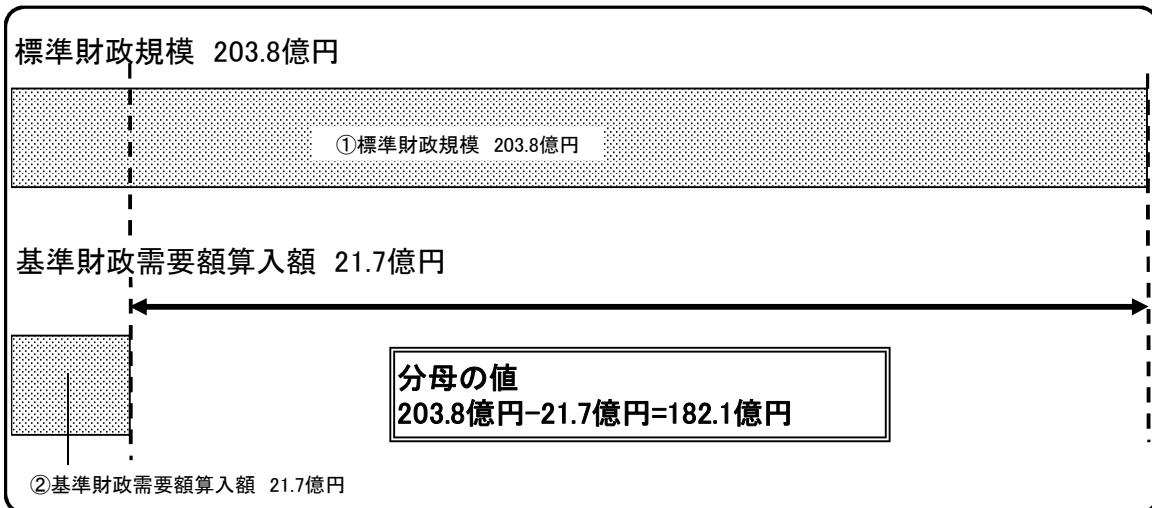 標準財政規模 203.8億円
①標準財政規模 203.8億円
基準財政需要額算入額 21.7億円
分母の値
203.8億円-21.7億円=182.1億円
②基準財政需要額算入額 21.7億円